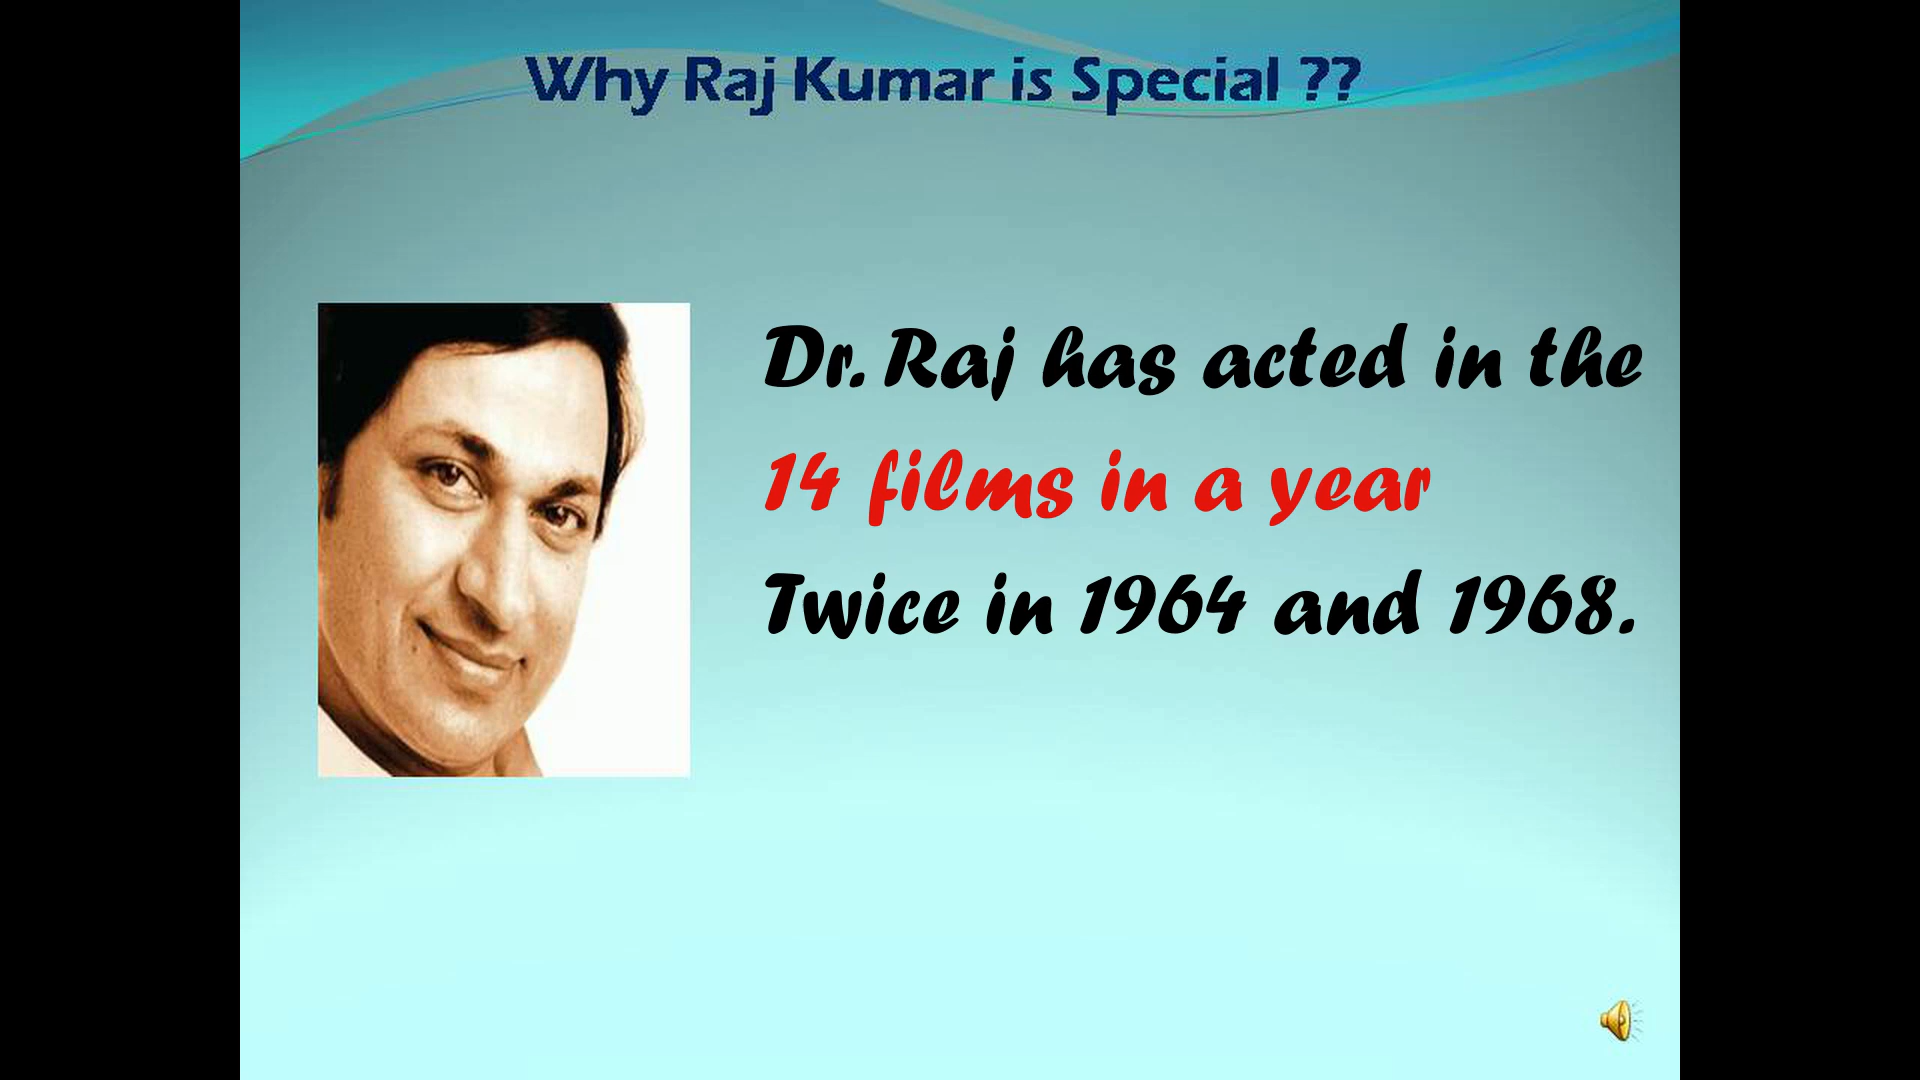 Why Raj Kumar is Special ??
Dr. Raj has acted in the
14 films in a year
Twice in 1964 and 1968.